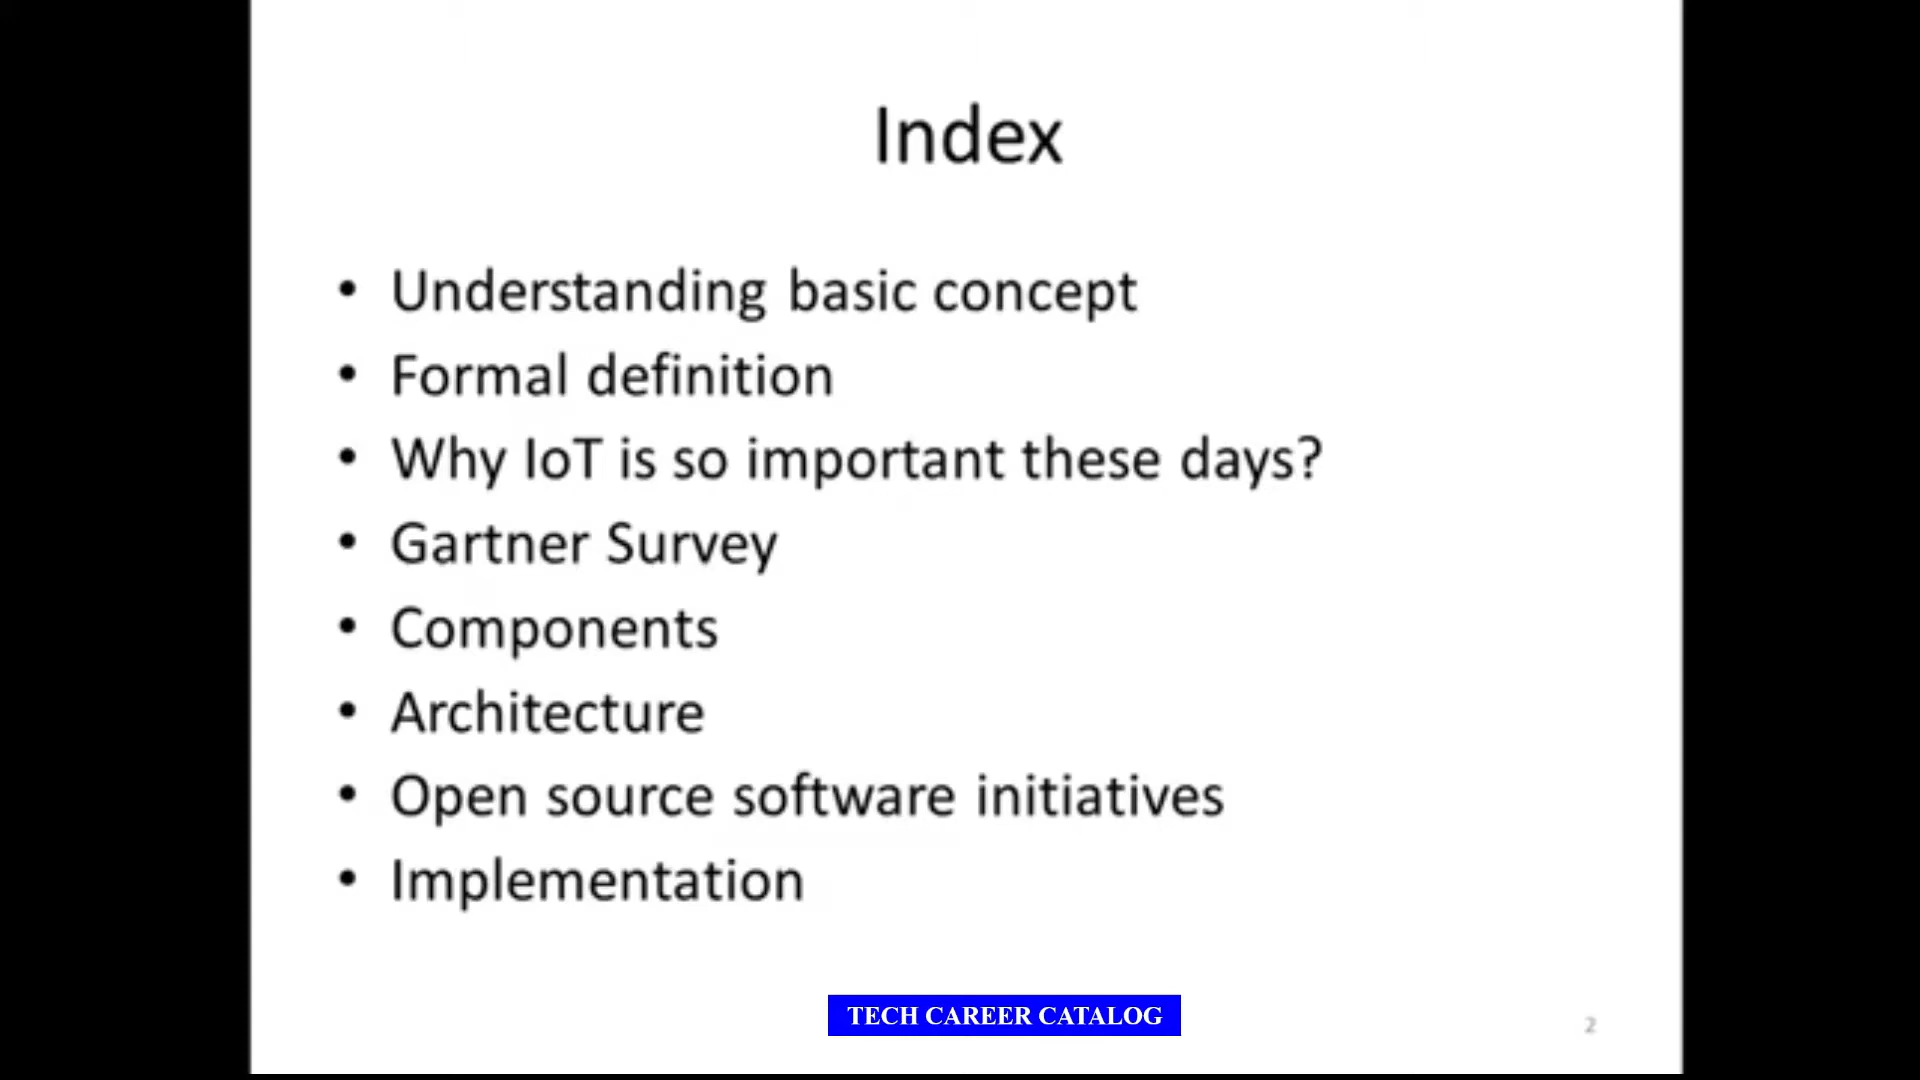 Index
• Understanding basic concept
• Formal definition
• Why IoT is so important these days?
• Gartner Survey
• Components
• Architecture
• Open source software initiatives
• Implementation
TECH CAREER CATALOG
2